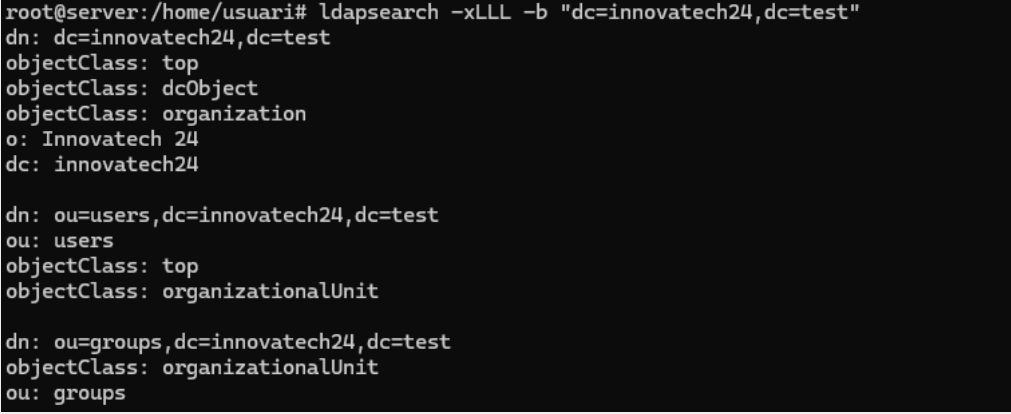 root@server:/home/usuari# ldapsearch -xLLL -b "dc=innovatech24,dc=test"
dn: dc=innovatech24,dc=test
objectClass: top
objectClass: dcObject
objectClass: organization
o: Innovatech 24
dc: innovatech24

dn: ou=users,dc=innovatech24,dc=test
ou: users
objectClass: top
objectClass: organizationalUnit

dn: ou=groups,dc=innovatech24,dc=test
objectClass: organizationalUnit
ou: groups